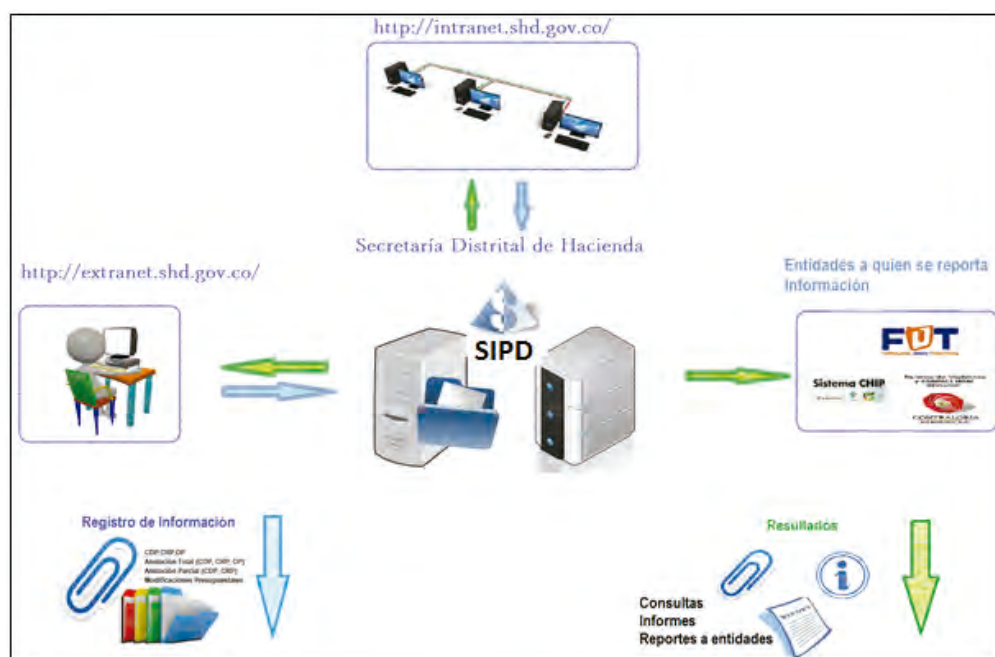 http://intranet.shd.gov.co/
Secretaría Distrital de Hacienda
http://extranet.shd.gov.co/
Entidades a quien se reporta
Información
SIPD
FUT
Sistema CHIP
CONTRALORÍA
Registro de Información
CDP, CRP, OP
Anulación Total (CDP, CRP, OP)
Anulación Parcial (CDP, CRP)
Modificaciones Presupuestales
Resultados
REPORT
Consultas
Informes
Reportes a entidades